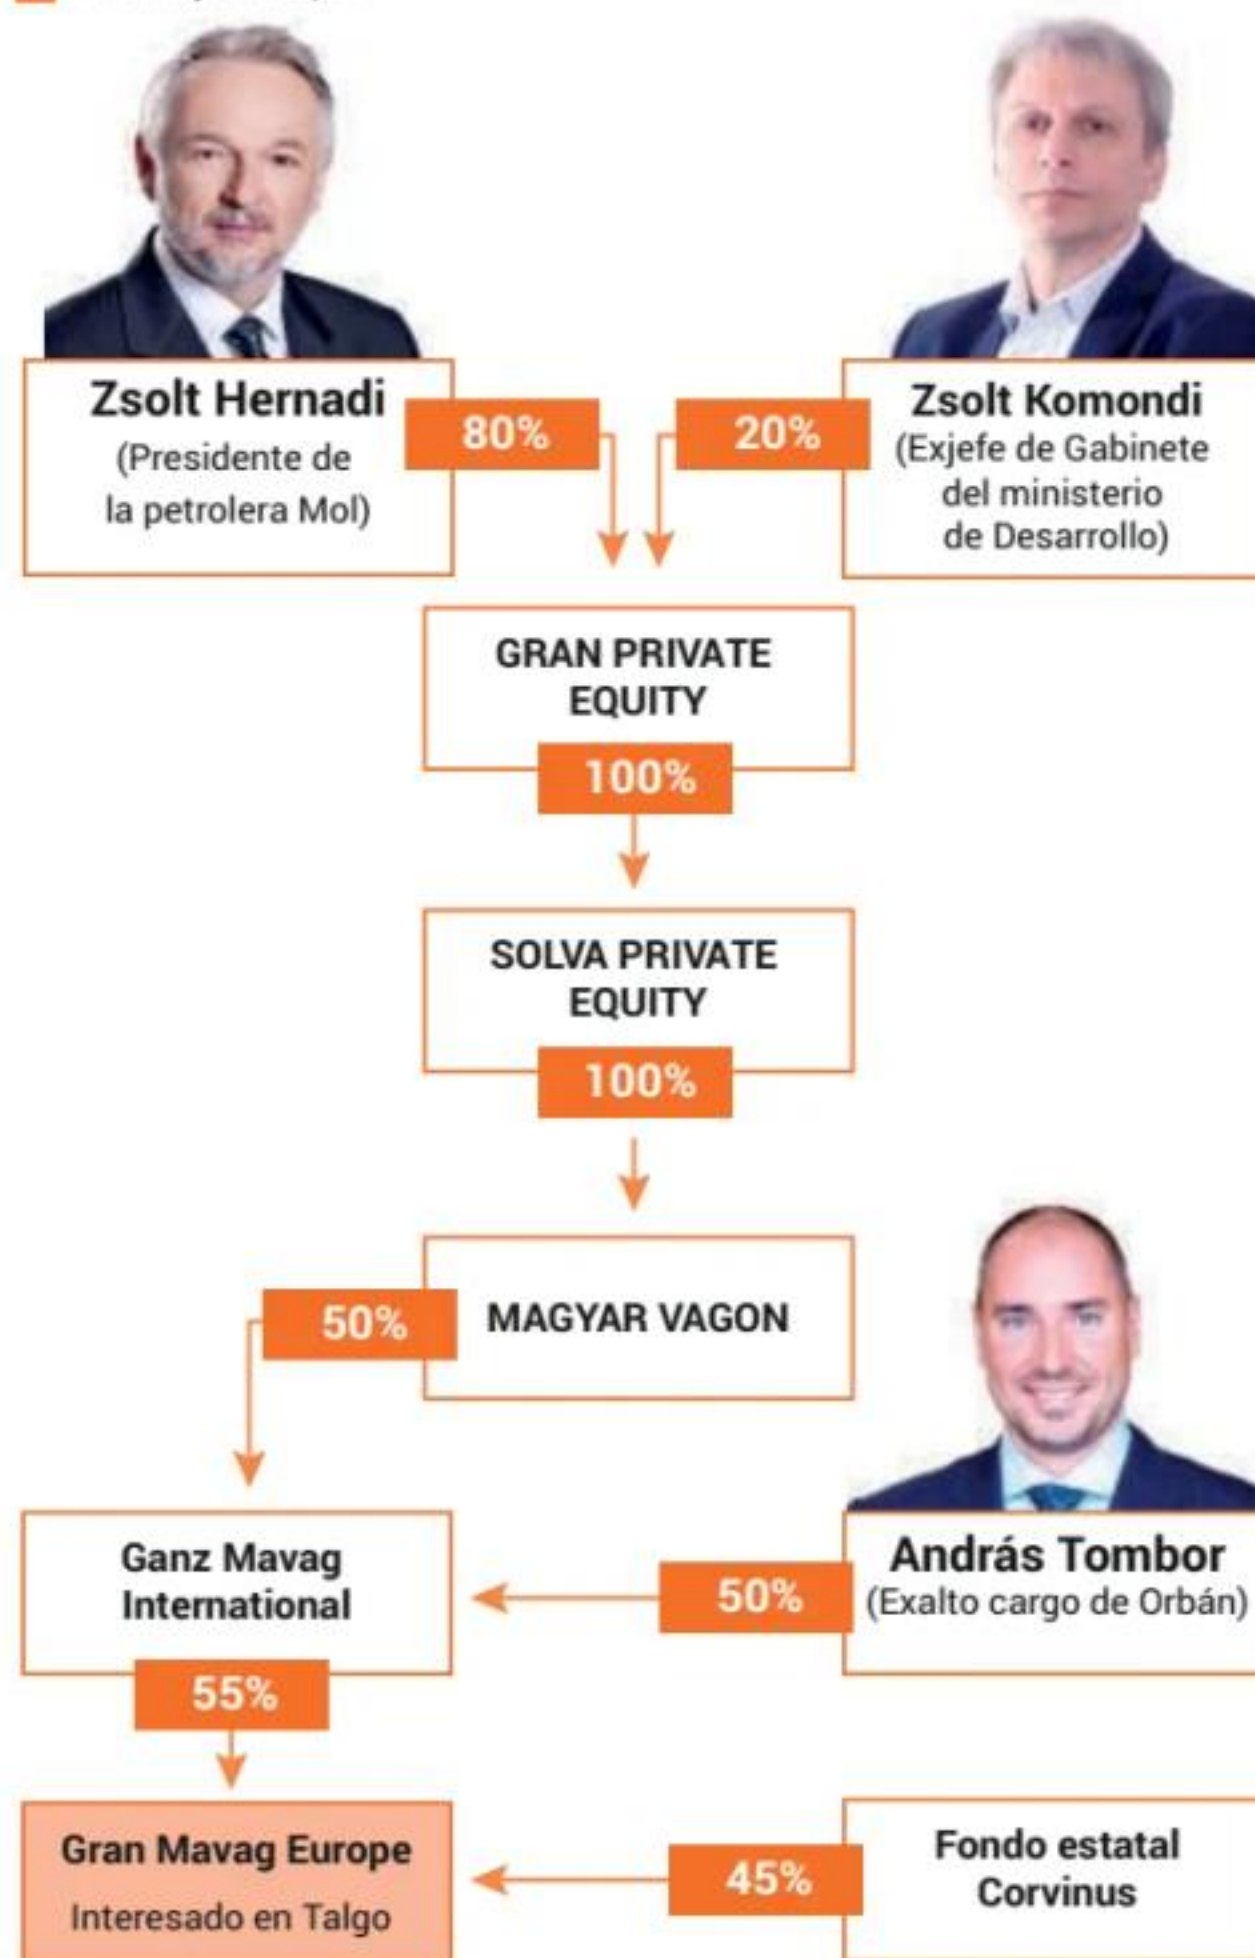 Zsolt Hernadi
(Presidente de
la petrolera Mol)
80%
20%
Zsolt Komondi
(Exjefe de Gabinete
del ministerio
de Desarrollo)
GRAN PRIVATE
EQUITY
100%
SOLVA PRIVATE
EQUITY
100%
50%
MAGYAR VAGON
Ganz Mavag
International
50%
András Tombor
(Exalto cargo de Orbán)
55%
Gran Mavag Europe
Interesado en Talgo
45%
Fondo estatal
Corvinus